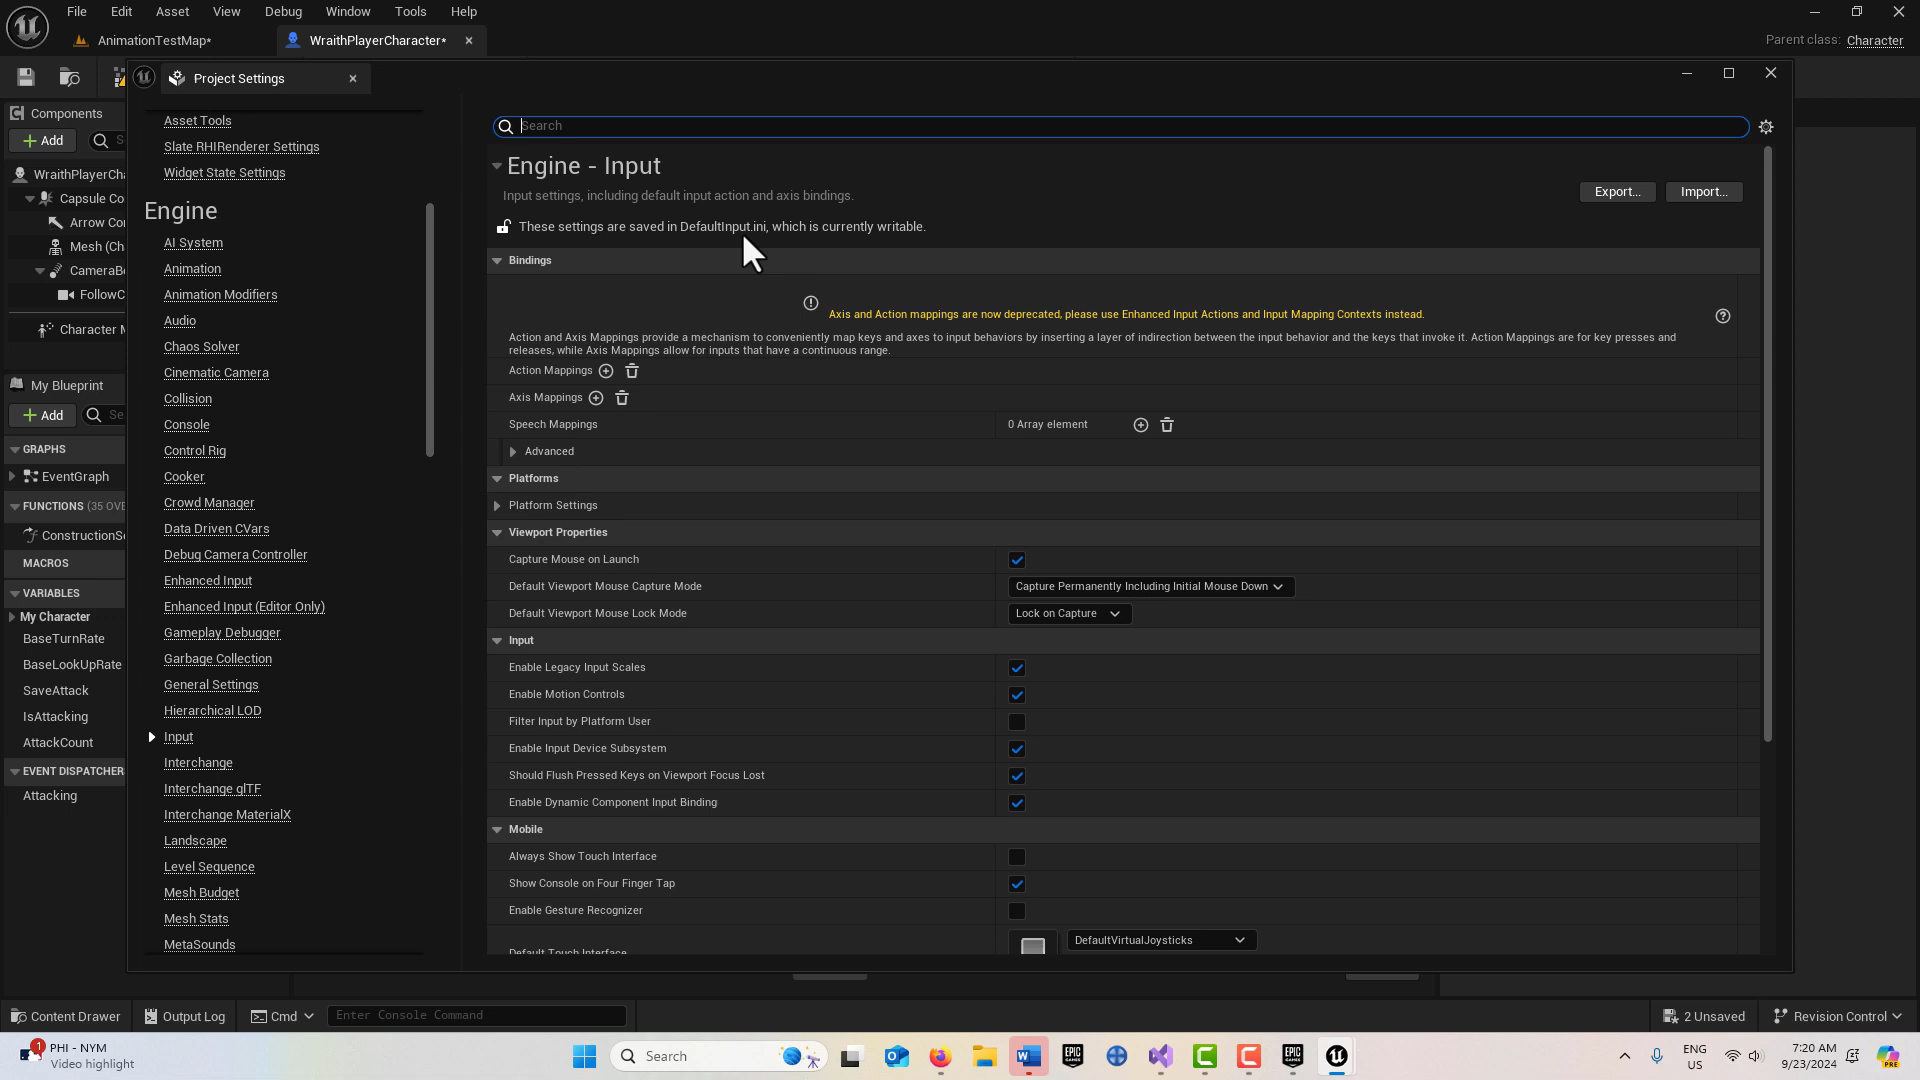 File Edit Asset View Debug Window Tools Help
AnimationTestMap*
WraithPlayerCharacter*
Parent class: Character
Project Settings
Components
Add
WraithPlayerCha
Capsule Co
Arrow Cor
Mesh (Ch
CameraBo
FollowC
Character M
My Blueprint
Add Se
GRAPHS
EventGraph
FUNCTIONS (35 OVE
ConstructionSc
MACROS
VARIABLES
My Character
BaseTurnRate
BaseLookUpRate
SaveAttack
IsAttacking
AttackCount
EVENT DISPATCHER
Attacking
Asset Tools
Slate RHIRenderer Settings
Widget State Settings
Engine
AI System
Animation
Animation Modifiers
Audio
Chaos Solver
Cinematic Camera
Collision
Console
Control Rig
Cooker
Crowd Manager
Data Driven CVars
Debug Camera Controller
Enhanced Input
Enhanced Input (Editor Only)
Gameplay Debugger
Garbage Collection
General Settings
Hierarchical LOD
Input
Interchange
Interchange glTF
Interchange MaterialX
Landscape
Level Sequence
Mesh Budget
Mesh Stats
MetaSounds
Search
Engine - Input
Input settings, including default input action and axis bindings.
Export... Import...
These settings are saved in DefaultInput.ini, which is currently writable.
Bindings
Axis and Action mappings are now deprecated, please use Enhanced Input Actions and Input Mapping Contexts instead.
Action and Axis Mappings provide a mechanism to conveniently map keys and axes to input behaviors by inserting a layer of indirection between the input behavior and the keys that invoke it. Action Mappings are for key presses and
releases, while Axis Mappings allow for inputs that have a continuous range.
Action Mappings
Axis Mappings
Speech Mappings 0 Array element
Advanced
Platforms
Platform Settings
Viewport Properties
Capture Mouse on Launch
Default Viewport Mouse Capture Mode Capture Permanently Including Initial Mouse Down
Default Viewport Mouse Lock Mode Lock on Capture
Input
Enable Legacy Input Scales
Enable Motion Controls
Filter Input by Platform User
Enable Input Device Subsystem
Should Flush Pressed Keys on Viewport Focus Lost
Enable Dynamic Component Input Binding
Mobile
Always Show Touch Interface
Show Console on Four Finger Tap
Enable Gesture Recognizer
Default Touch Interface DefaultVirtualJoysticks
Content Drawer Output Log Cmd Enter Console Command 2 Unsaved Revision Control
1 PHI - NYM
Video highlight
Search
EPIC GAMES
EPIC GAMES
ENG
US
7:20 AM
9/23/2024
PRE